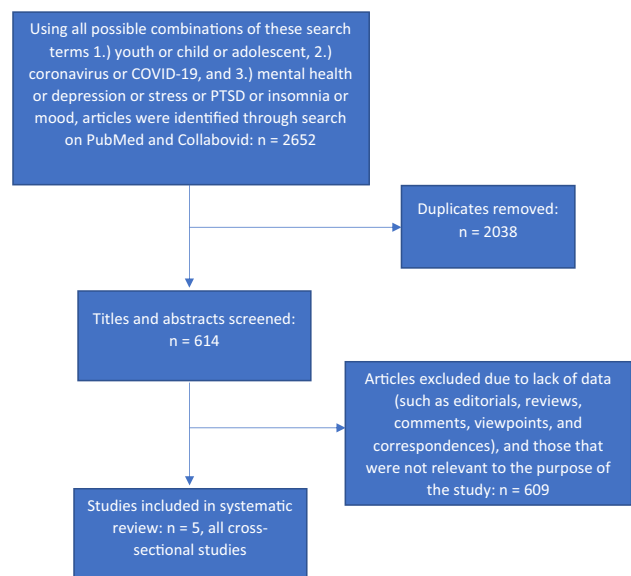 Using all possible combinations of these search
terms 1.) youth or child or adolescent, 2.)
coronavirus or COVID-19, and 3.) mental health
or depression or stress or PTSD or insomnia or
mood, articles were identified through search
on PubMed and Collabovid: n = 2652
Duplicates removed:
n = 2038
Titles and abstracts screened:
n = 614
Articles excluded due to lack of data
(such as editorials, reviews,
comments, viewpoints, and
correspondences), and those that
were not relevant to the purpose of
the study: n = 609
Studies included in systematic
review: n = 5, all cross-
sectional studies